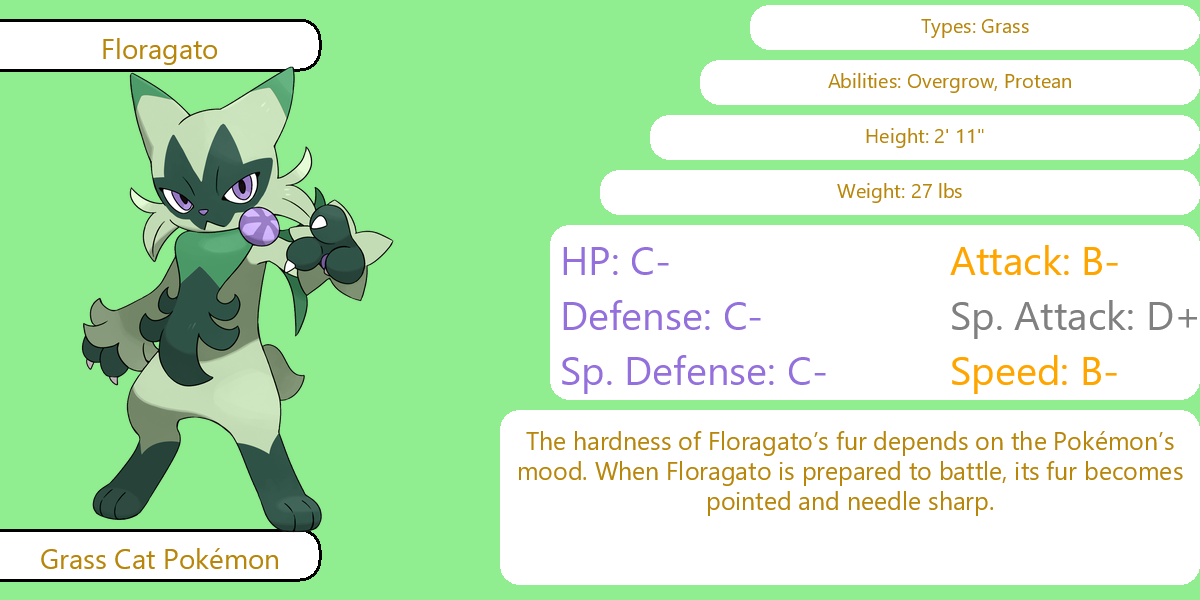 Floragato
Types: Grass
Abilities: Overgrow, Protean
Height: 2' 11"
Weight: 27 lbs
HP: C-
Attack: B-
Defense: C-
Sp. Attack: D+
Sp. Defense: C-
Speed: B-
The hardness of Floragato’s fur depends on the Pokémon’s
mood. When Floragato is prepared to battle, its fur becomes
pointed and needle sharp.
Grass Cat Pokémon